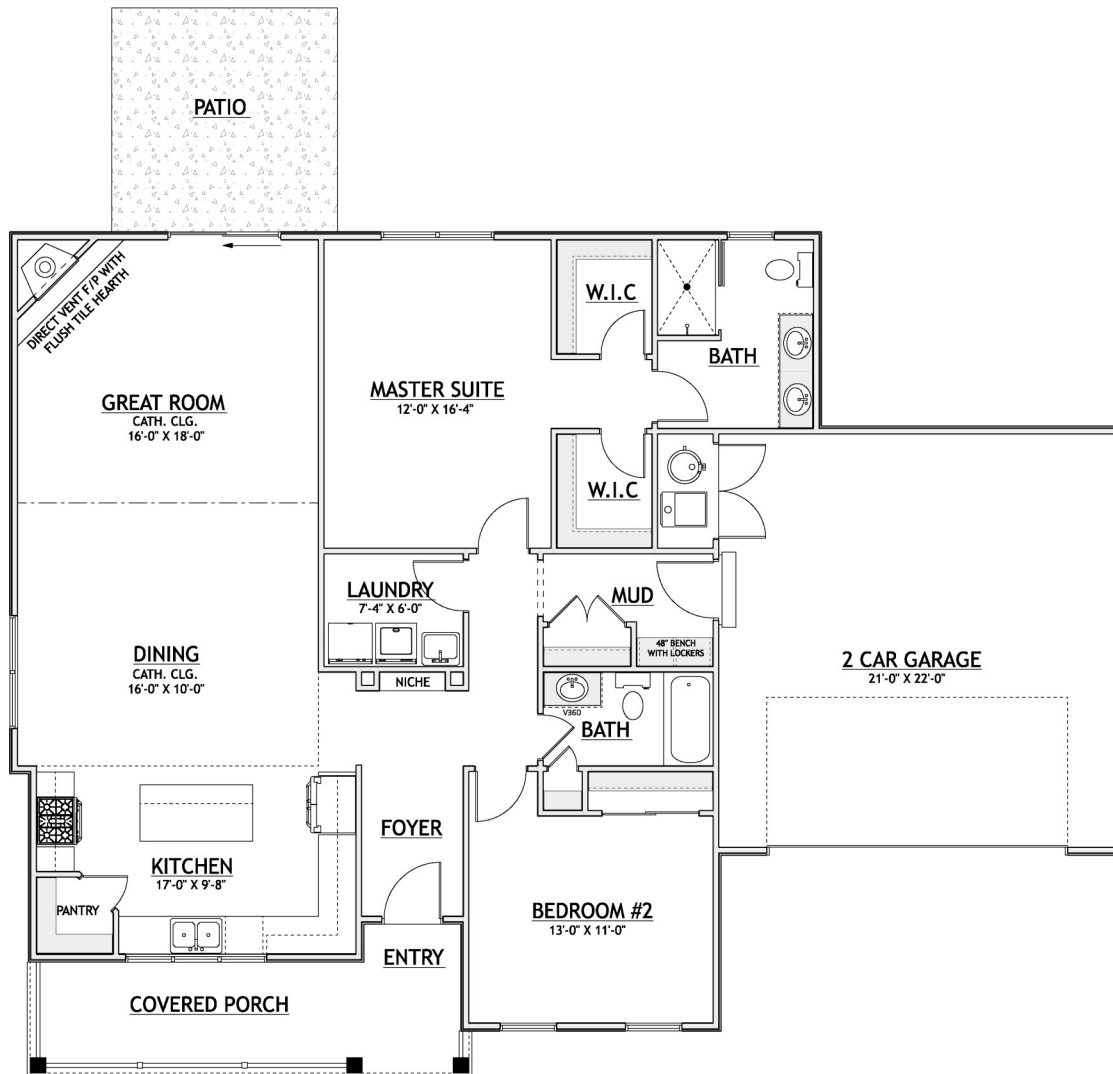 PATIO
DIRECT VENT F/P WITH
FLUSH TILE HEARTH
W.I.C
BATH
GREAT ROOM
CATH. CLG.
16'-0" X 18'-0"
MASTER SUITE
12'-0" X 16'-4"
W.I.C
LAUNDRY
7'-4" X 6'-0"
MUD
48" BENCH
WITH LOCKERS
DINING
CATH. CLG.
16'-0" X 10'-0"
NICHE
2 CAR GARAGE
21'-0" X 22'-0"
V36D
BATH
FOYER
KITCHEN
17'-0" X 9'-8"
PANTRY
BEDROOM #2
13'-0" X 11'-0"
ENTRY
COVERED PORCH